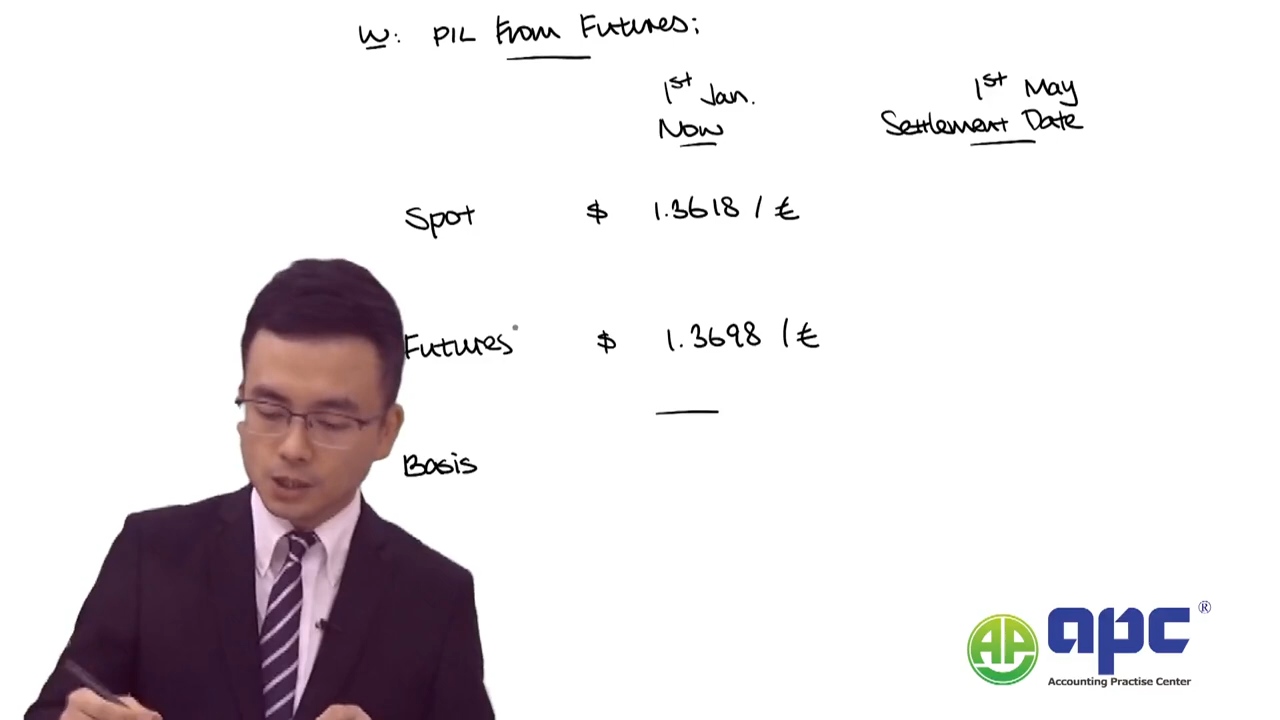 W: P/L from Futures:
1st Jan.
Now
1st May
Settlement Date
Spot $ 1.3618 / €
Futures $ 1.3698 / €
Basis
AP
apc ®
Accounting Practise Center